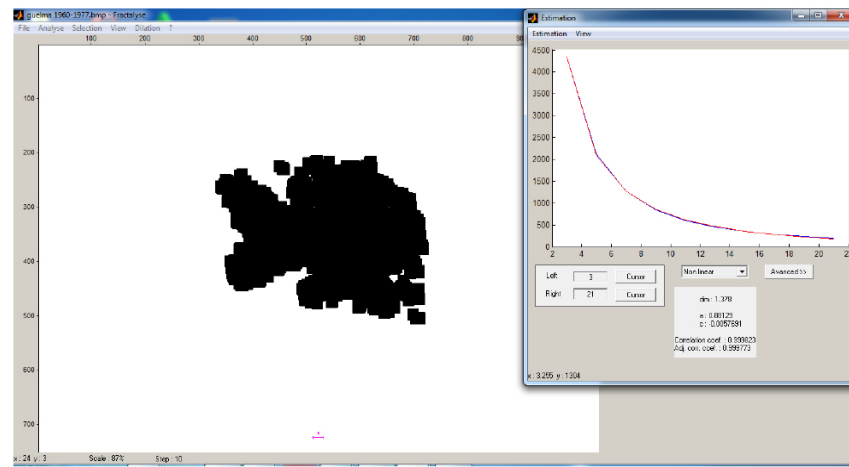 guelma 1960-1977.bmp - Fractalyse
File Analyse Selection View Dilation ?
100 200 300 400 500 600 700 800
100
200
300
400
500
600
700
x : 24 y : 3 Scale : 87% Step : 10
Estimation
Estimation View
4500
4000
3500
3000
2500
2000
1500
1000
500
0
2 4 6 8 10 12 14 16 18 20
Left 3 Cursor
Right 21 Cursor
Non linear
Avanced >>
dim : 1.378
a : 0.88129
c : -0.0057691
Correlation coef. : 0.999823
Adj. corr. coef. : 0.999773
x : 3.255 y : 1304